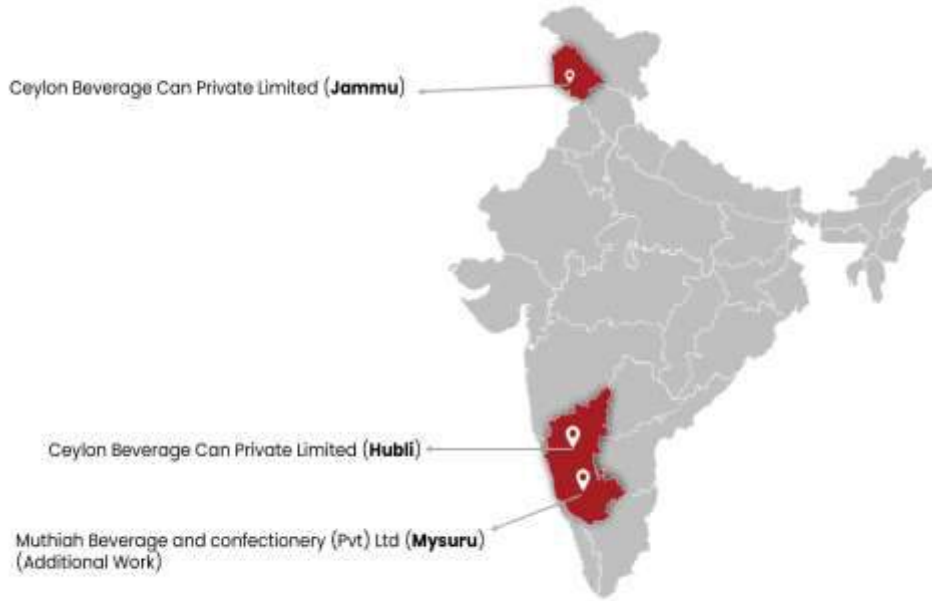 Ceylon Beverage Can Private Limited (Jammu)
Ceylon Beverage Can Private Limited (Hubli)
Muthiah Beverage and confectionery (Pvt) Ltd (Mysuru)
(Additional Work)